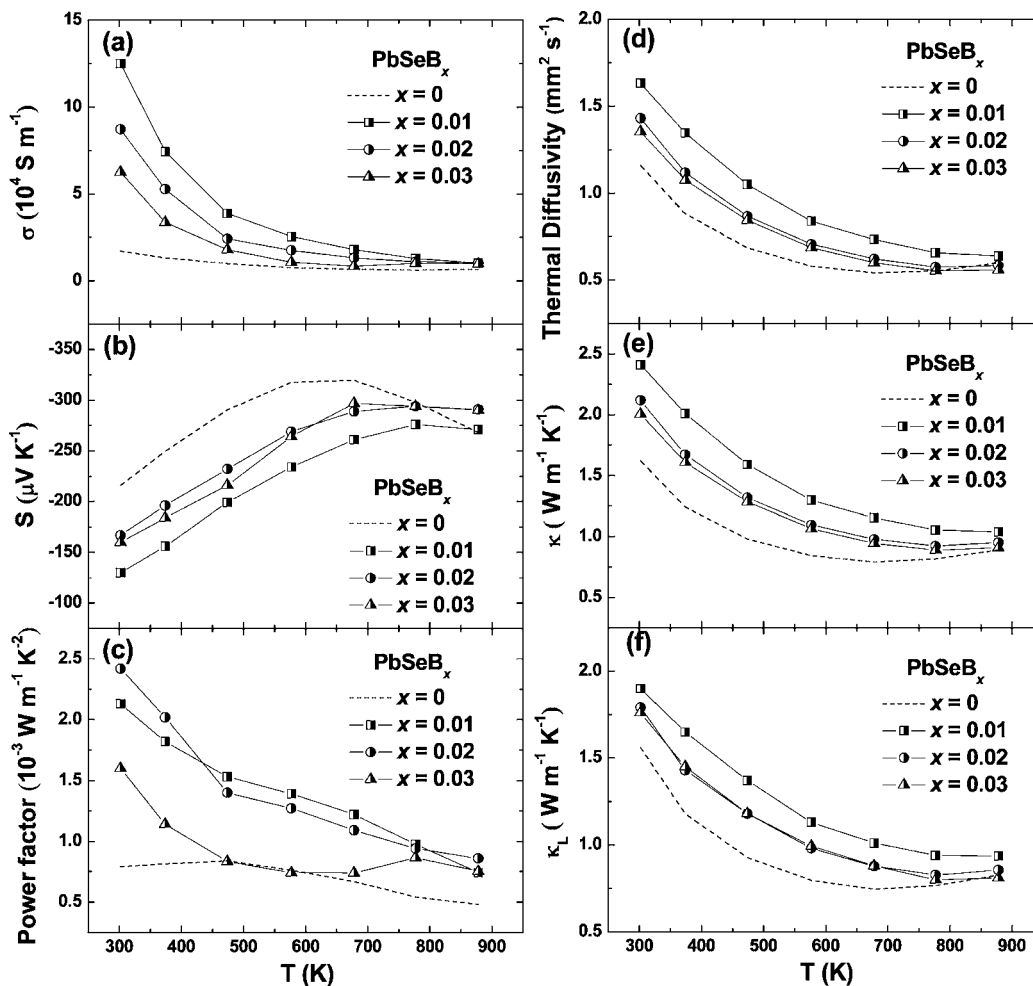 (a)
PbSeBₓ
x = 0
x = 0.01
x = 0.02
x = 0.03
σ (10⁴ S m⁻¹)
15
10
5
0
(b)
PbSeBₓ
x = 0
x = 0.01
x = 0.02
x = 0.03
S (μV K⁻¹)
-350
-300
-250
-200
-150
-100
(c)
PbSeBₓ
x = 0
x = 0.01
x = 0.02
x = 0.03
Power factor (10⁻³ W m⁻¹ K⁻²)
2.5
2.0
1.5
1.0
0.5
300 400 500 600 700 800 900
T (K)
(d)
PbSeBₓ
x = 0
x = 0.01
x = 0.02
x = 0.03
Thermal Diffusivity (mm² s⁻¹)
2.0
1.5
1.0
0.5
(e)
PbSeBₓ
x = 0
x = 0.01
x = 0.02
x = 0.03
κ ( W m⁻¹ K⁻¹)
2.5
2.0
1.5
1.0
0.5
(f)
PbSeBₓ
x = 0
x = 0.01
x = 0.02
x = 0.03
κ_L ( W m⁻¹ K⁻¹)
2.0
1.5
1.0
0.5
300 400 500 600 700 800 900
T (K)